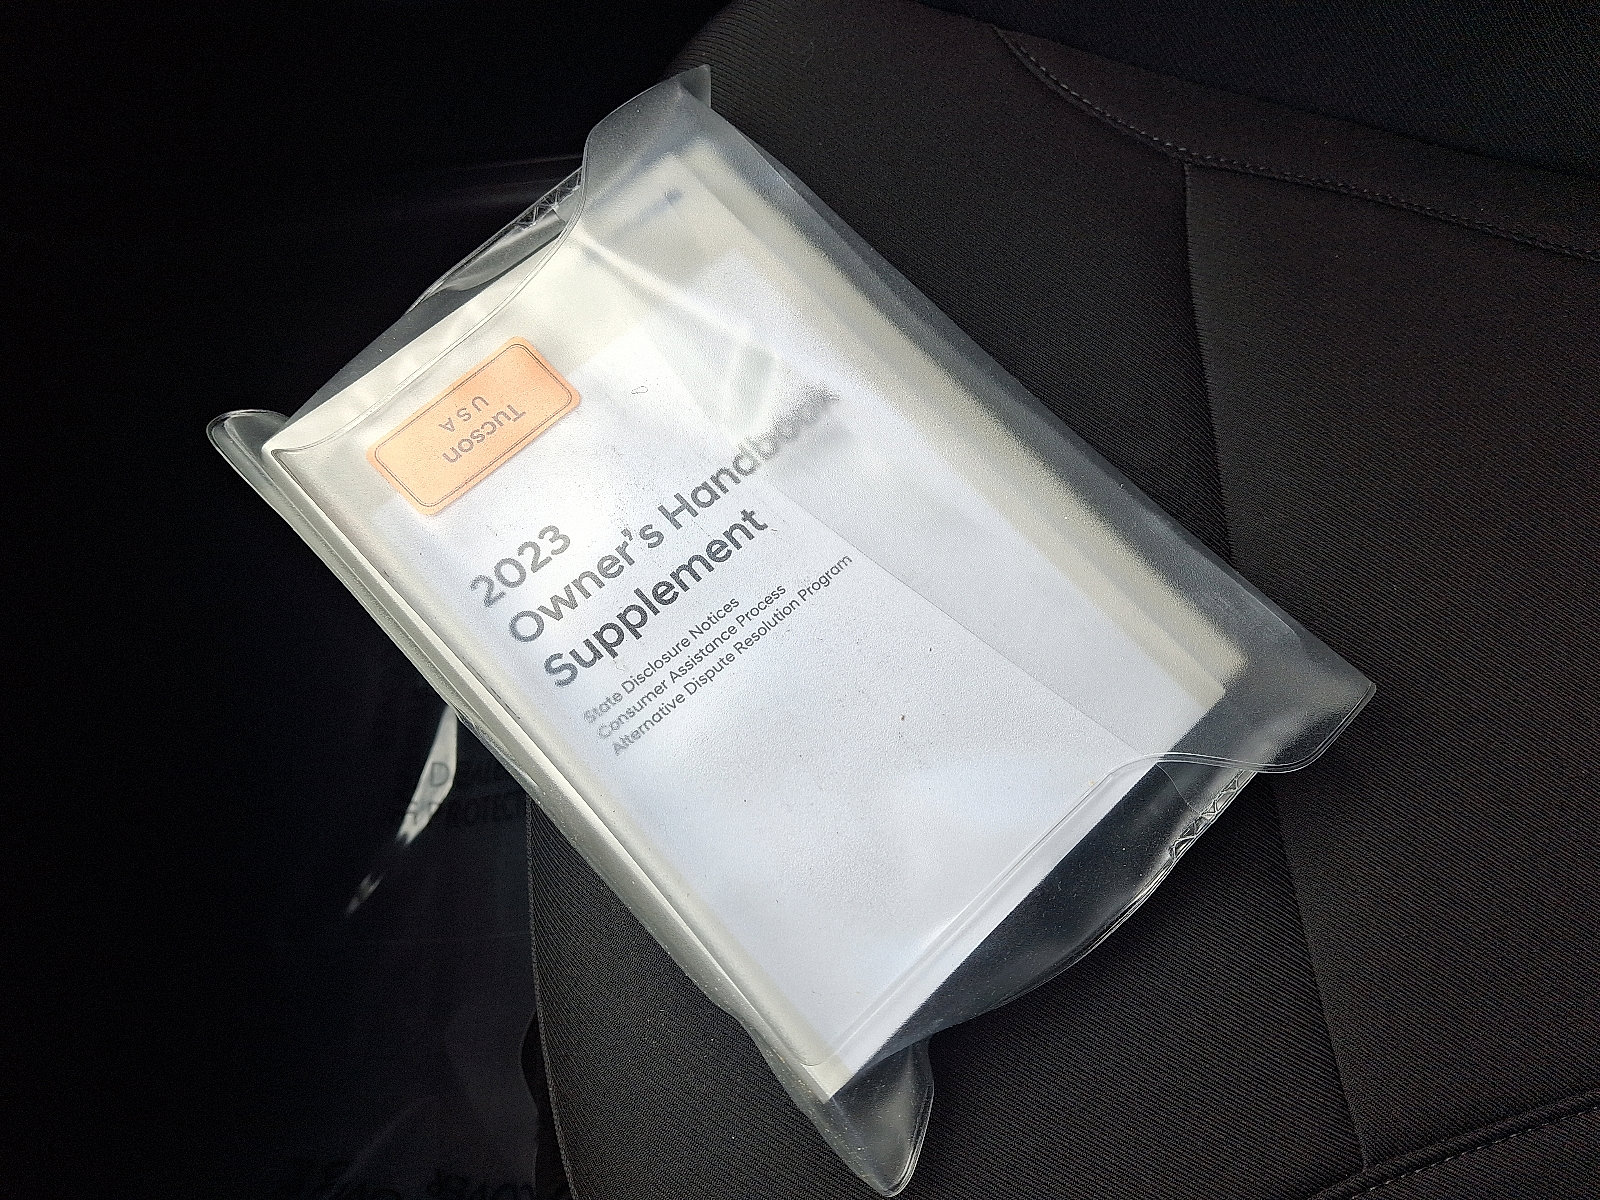 Tucson
USA
2023
Owner's Handbook
Supplement
State Disclosure Notices
Consumer Assistance Process
Alternative Dispute Resolution Program